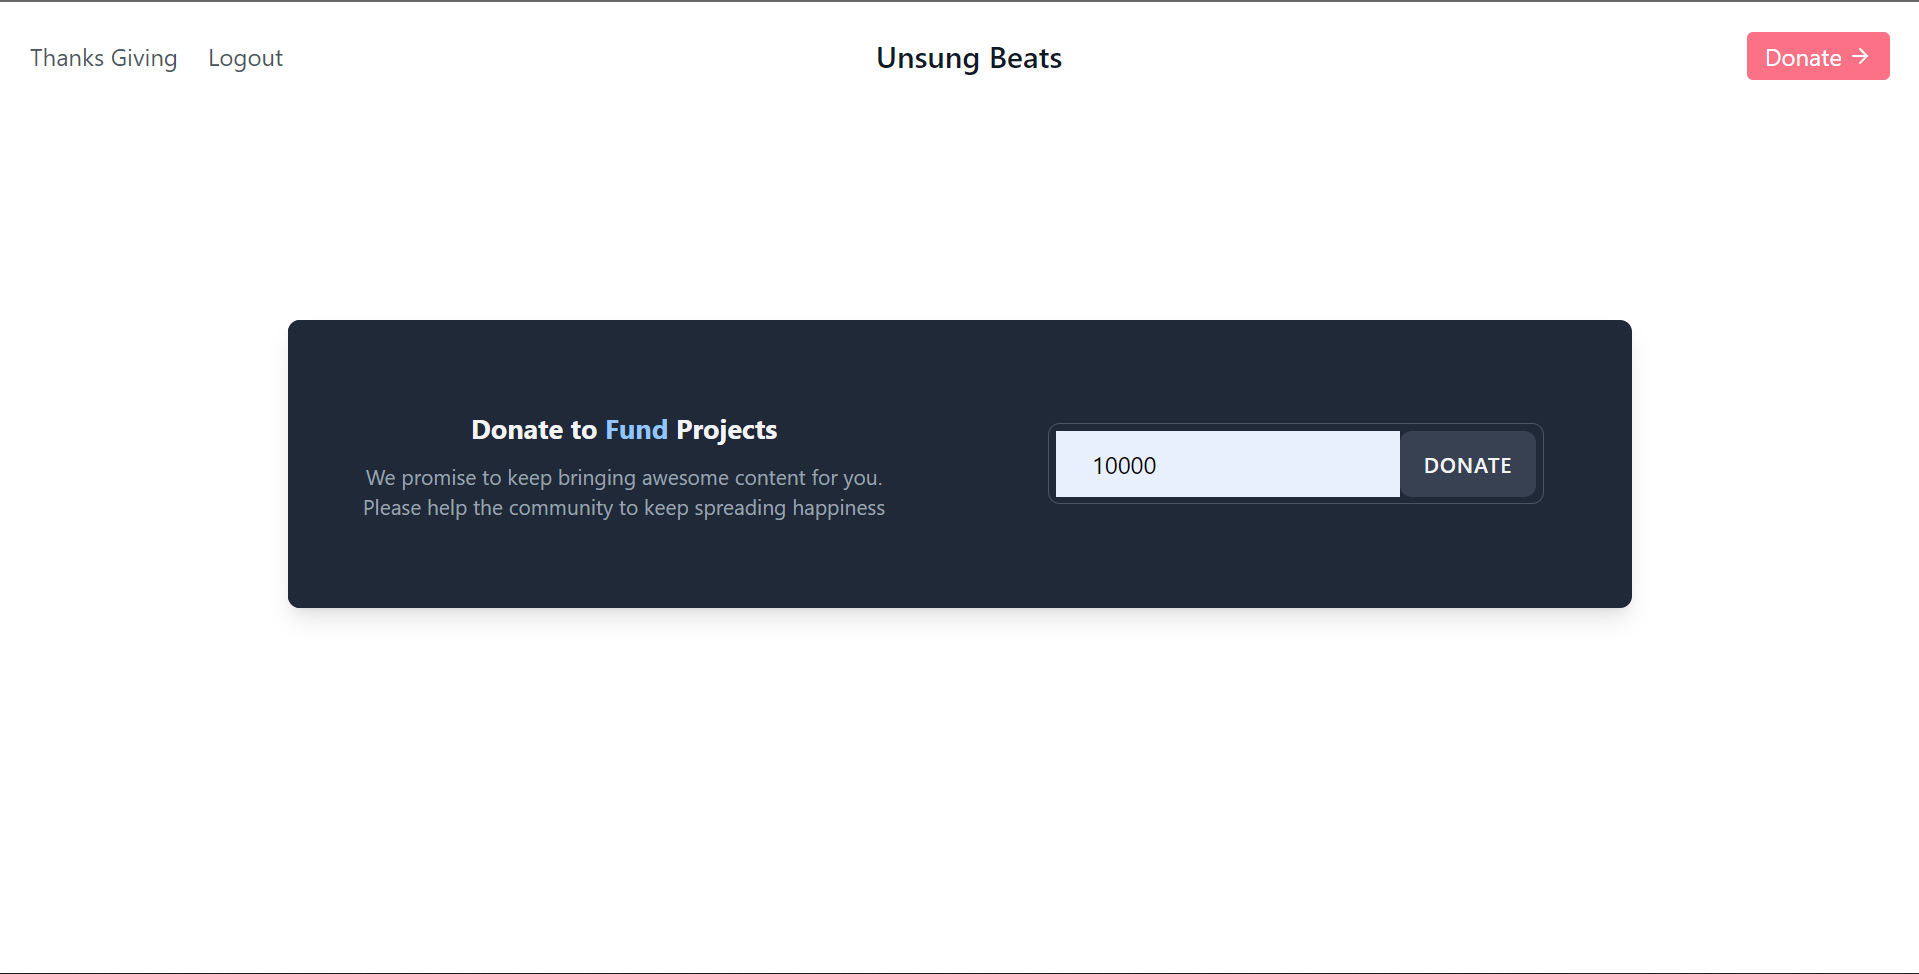 Thanks Giving Logout Unsung Beats Donate →
Donate to Fund Projects
We promise to keep bringing awesome content for you.
Please help the community to keep spreading happiness
10000 DONATE